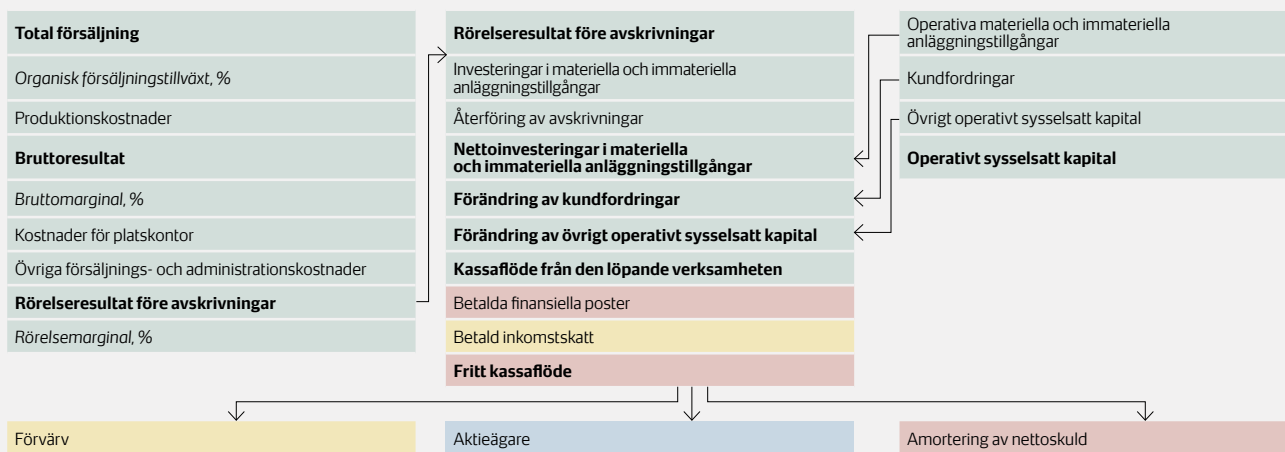 Total försäljning
Organisk försäljningstillväxt, %
Produktionskostnader
Bruttoresultat
Bruttomarginal, %
Kostnader för platskontor
Övriga försäljnings- och administrationskostnader
Rörelseresultat före avskrivningar
Rörelsemarginal, %
Rörelseresultat före avskrivningar
Investeringar i materiella och immateriella
anläggningstillgångar
Återföring av avskrivningar
Nettoinvesteringar i materiella
och immateriella anläggningstillgångar
Förändring av kundfordringar
Förändring av övrigt operativt sysselsatt kapital
Kassaflöde från den löpande verksamheten
Betalda finansiella poster
Betald inkomstskatt
Fritt kassaflöde
Operativa materiella och immateriella
anläggningstillgångar
Kundfordringar
Övrigt operativt sysselsatt kapital
Operativt sysselsatt kapital
Förvärv
Aktieägare
Amortering av nettoskuld